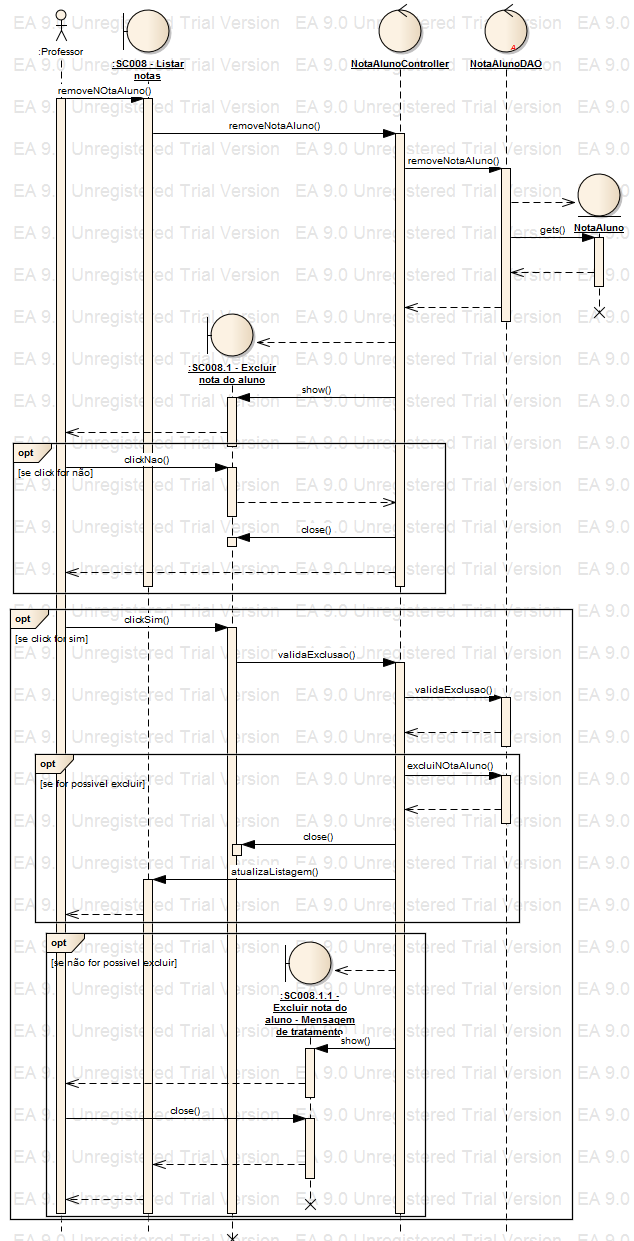 :Professor
:SC008 - Listar
notas
NotaAlunoController
NotaAlunoDAO
removeNOtaAluno()
removeNotaAluno()
removeNotaAluno()
NotaAluno
gets()
:SC008.1 - Excluir
nota do aluno
show()
opt
[se click for não]
clickNao()
close()
opt
[se click for sim]
clickSim()
validaExclusao()
validaExclusao()
opt
[se for possivel excluir]
excluiNOtaAluno()
close()
atualizaListagem()
opt
[se não for possivel excluir]
:SC008.1.1 -
Excluir nota do
aluno - Mensagem
de tratamento
show()
close()
EA 9.0 Unregistered Trial Version